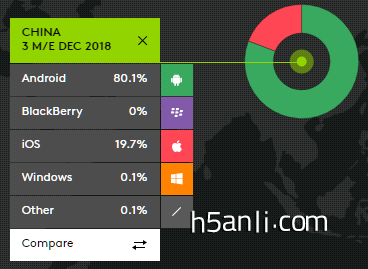 CHINA
3 M/E DEC 2018
Android 80.1%
BlackBerry 0%
iOS 19.7%
Windows 0.1%
Other 0.1%
h5anli.com
Compare